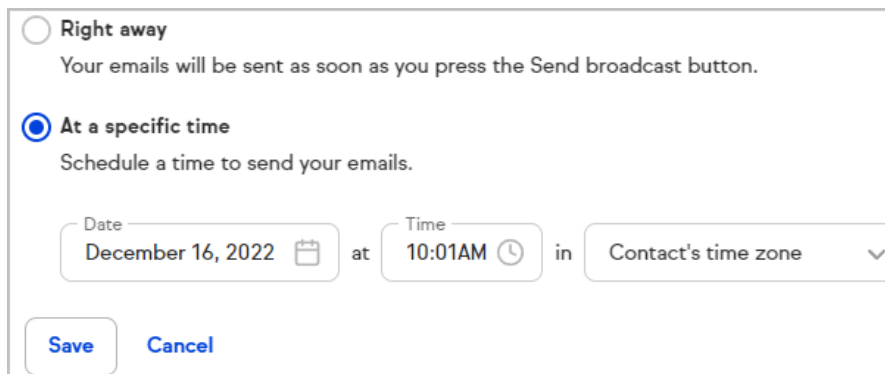 Right away
Your emails will be sent as soon as you press the Send broadcast button.
At a specific time
Schedule a time to send your emails.
Date
Time
December 16, 2022 at 10:01AM in Contact's time zone
Save Cancel